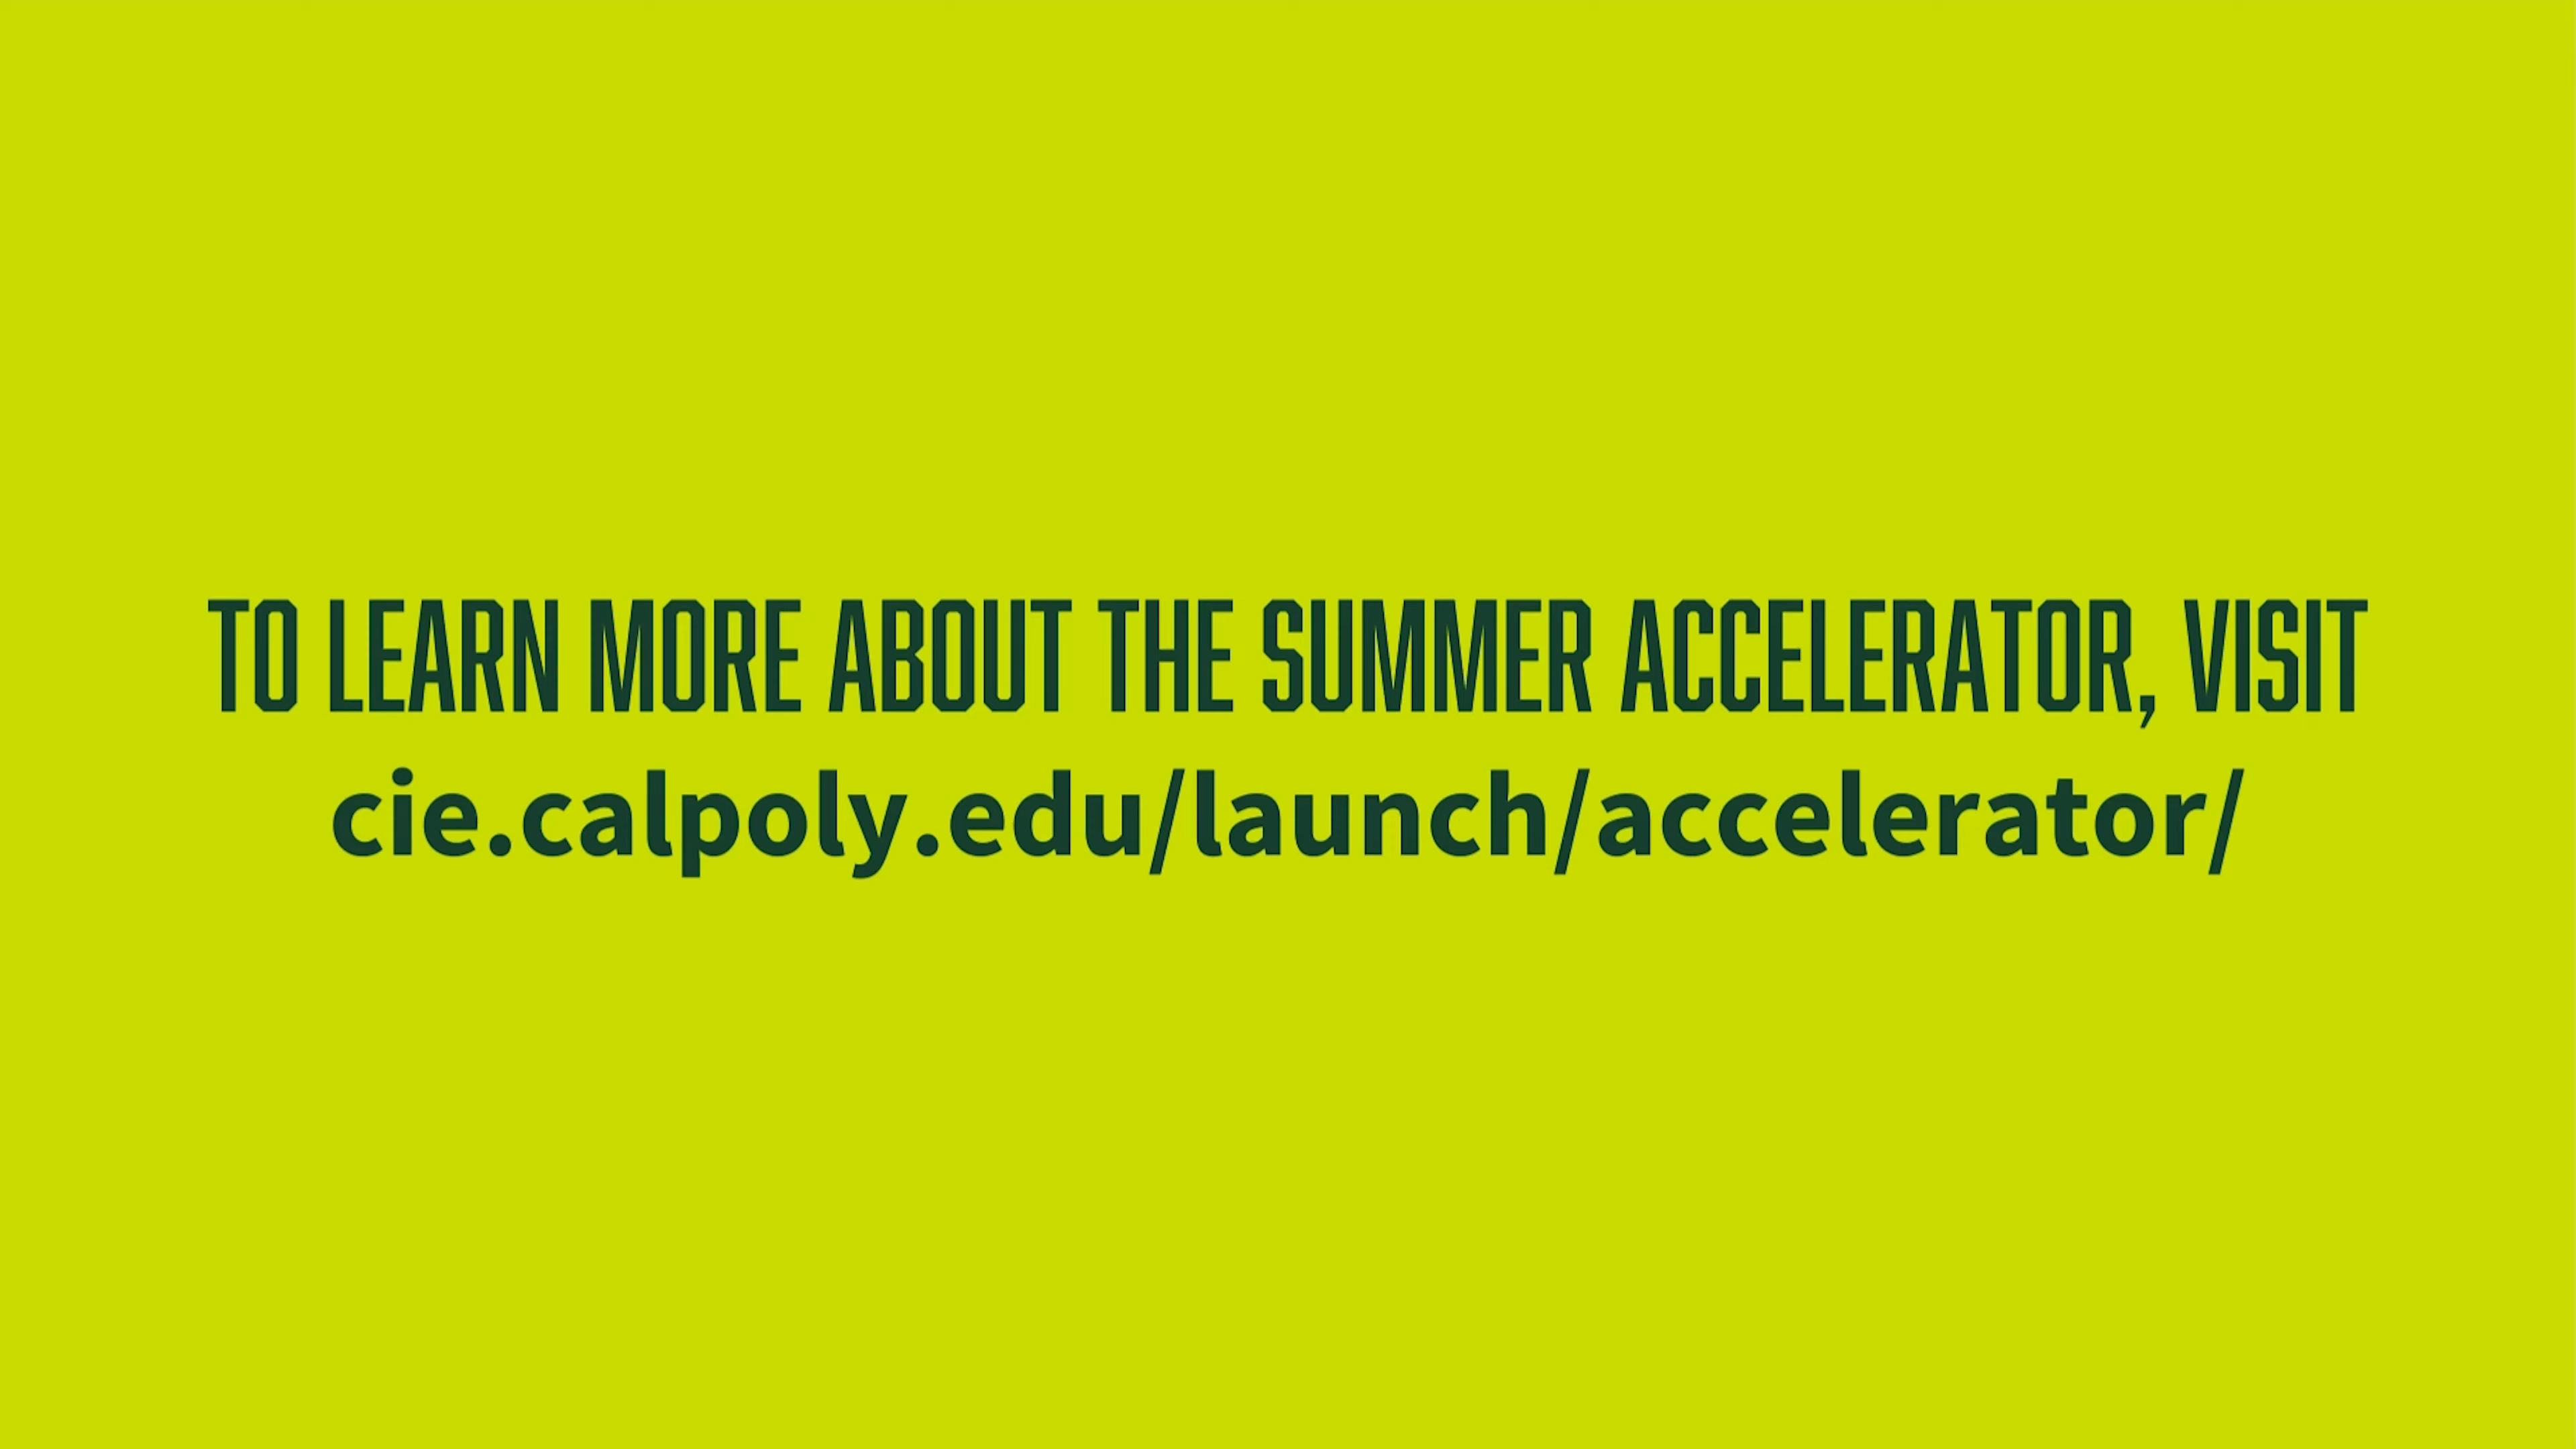 TO LEARN MORE ABOUT THE SUMMER ACCELERATOR, VISIT
cie.calpoly.edu/launch/accelerator/